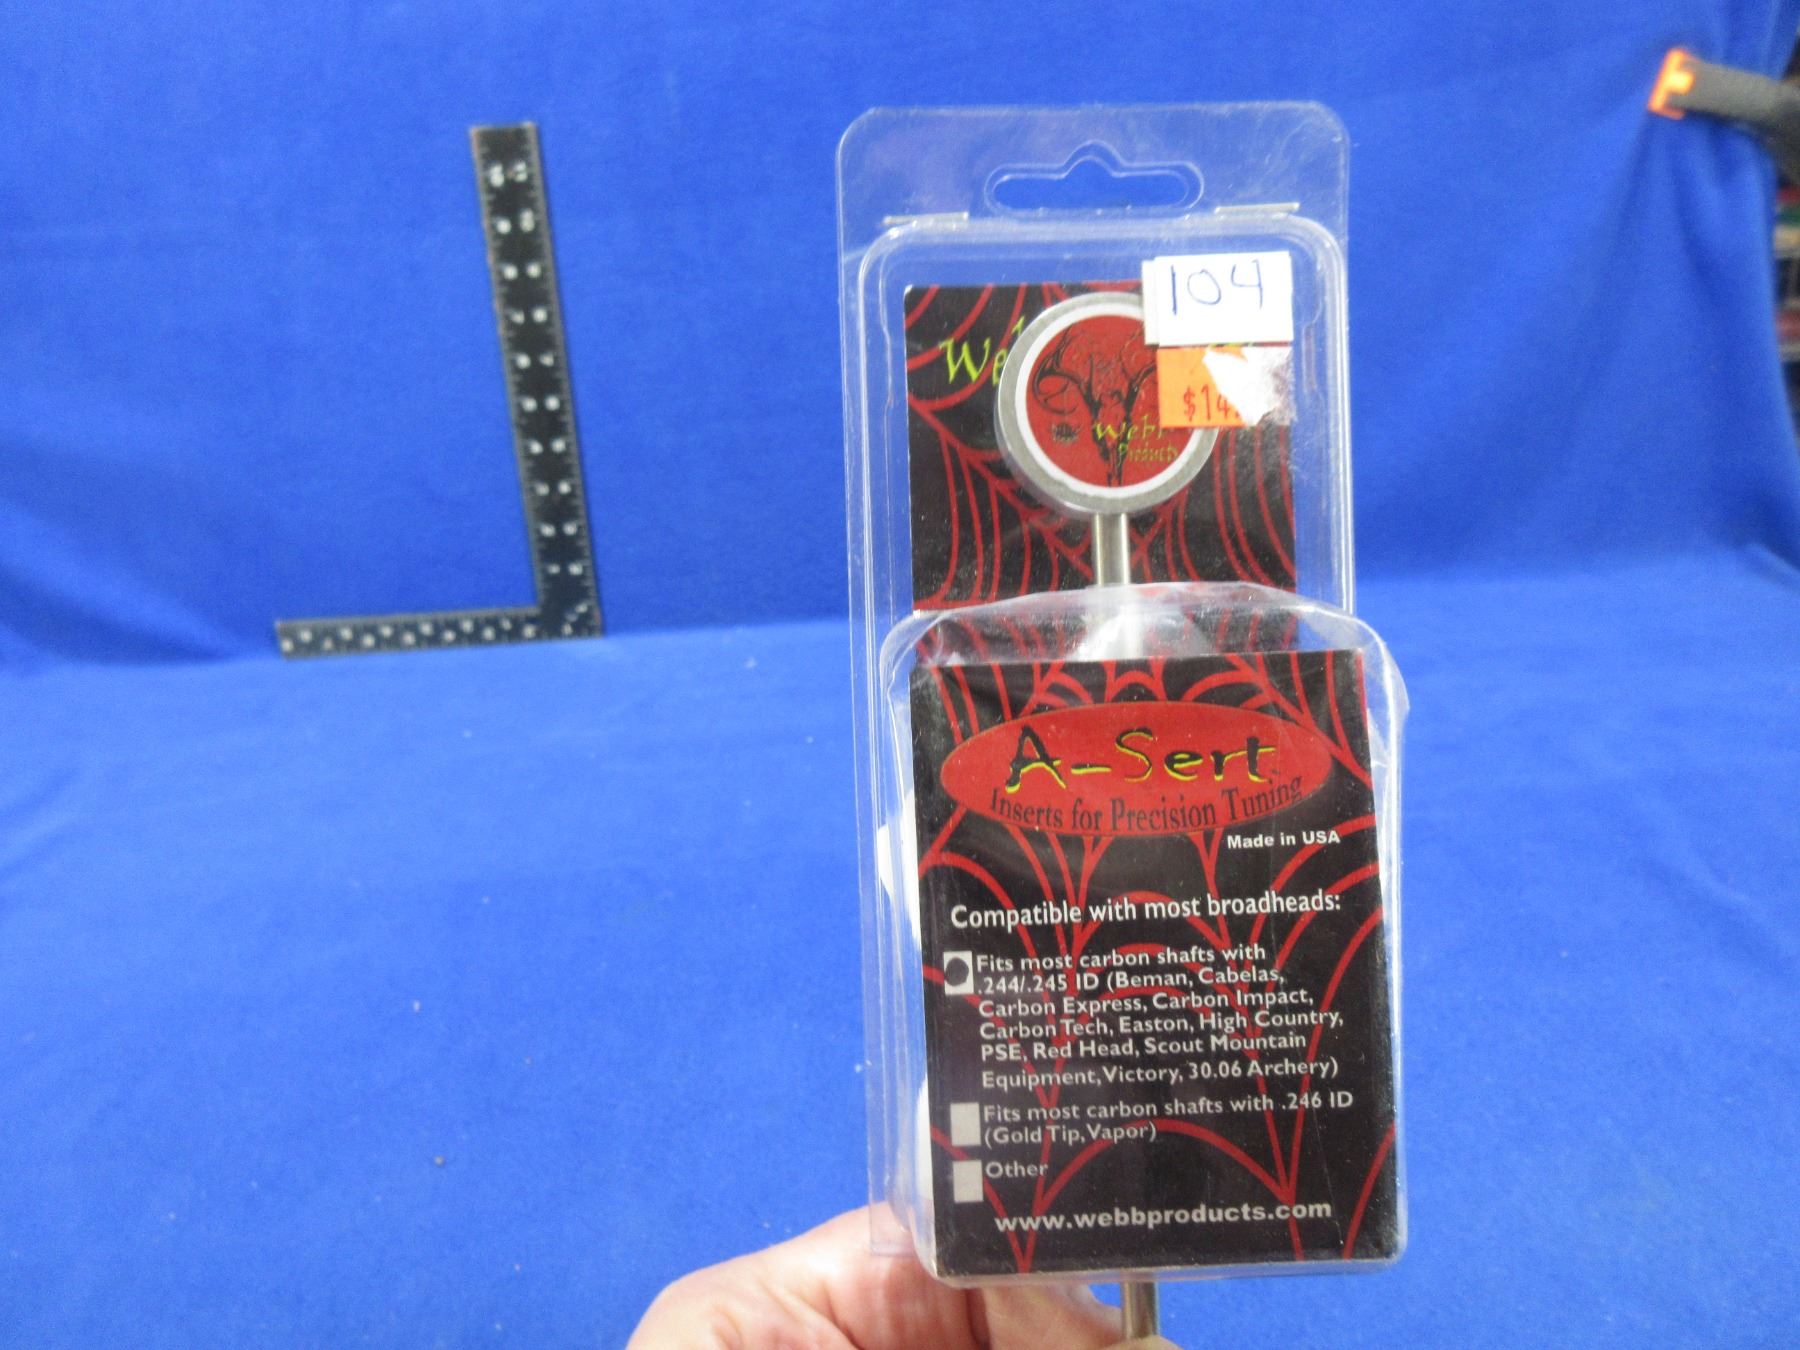 104
$14
Webb
Products
A-Sert
Inserts for Precision Tuning
Made in USA
Compatible with most broadheads:
Fits most carbon shafts with
.244/.245 ID (Beman, Cabelas,
Carbon Express, Carbon Impact,
Carbon Tech, Easton, High Country,
PSE, Red Head, Scout Mountain
Equipment, Victory, 30.06 Archery)
Fits most carbon shafts with .246 ID
(Gold Tip, Vapor)
Other
www.webbproducts.com